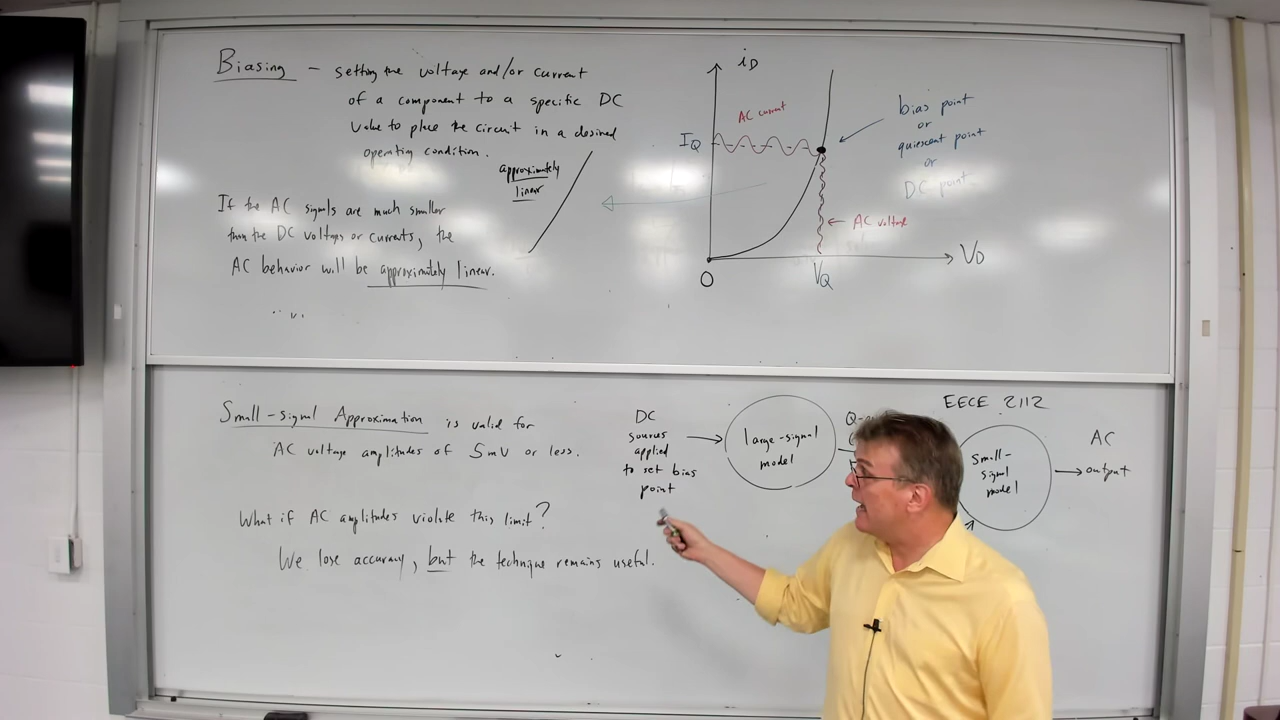 Biasing - setting the voltage and/or current
of a component to a specific DC
value to place the circuit in a desired
operating condition.
approximately
linear
If the AC signals are much smaller
than the DC voltages or currents, the
AC behavior will be approximately linear.
iD
AC current
IQ
bias point
or
quiescent point
or
DC point
AC voltage
VD
O
VQ
Small-signal Approximation is valid for
AC voltage amplitudes of 5mV or less.
What if AC amplitudes violate this limit?
We lose accuracy, but the technique remains useful.
DC
sources
applied
to set bias
point
large-signal
model
EECE 2112
small-
signal
model
AC
output